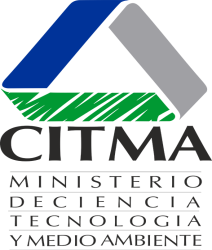 CITMA
MINISTERIO
DECIENCIA
TECNOLOGIA
Y MEDIO AMBIENTE